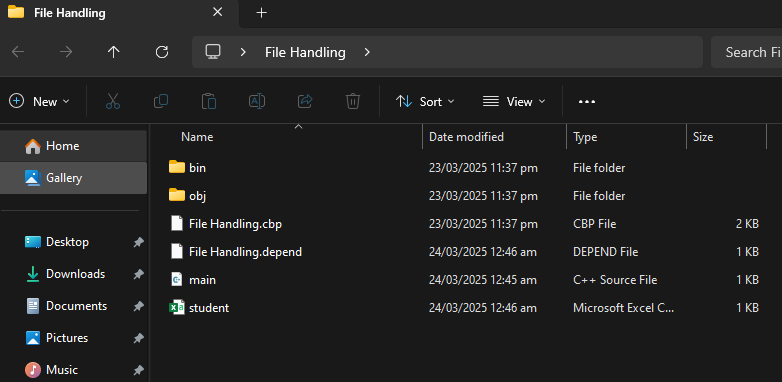 File Handling
File Handling
Search Fi
New
Sort
View
Name Date modified Type Size
Home
Gallery
Desktop
Downloads
Documents
Pictures
Music
bin 23/03/2025 11:37 pm File folder
obj 23/03/2025 11:37 pm File folder
File Handling.cbp 23/03/2025 11:37 pm CBP File 2 KB
File Handling.depend 24/03/2025 12:46 am DEPEND File 1 KB
main 24/03/2025 12:45 am C++ Source File 1 KB
student 24/03/2025 12:46 am Microsoft Excel C... 1 KB